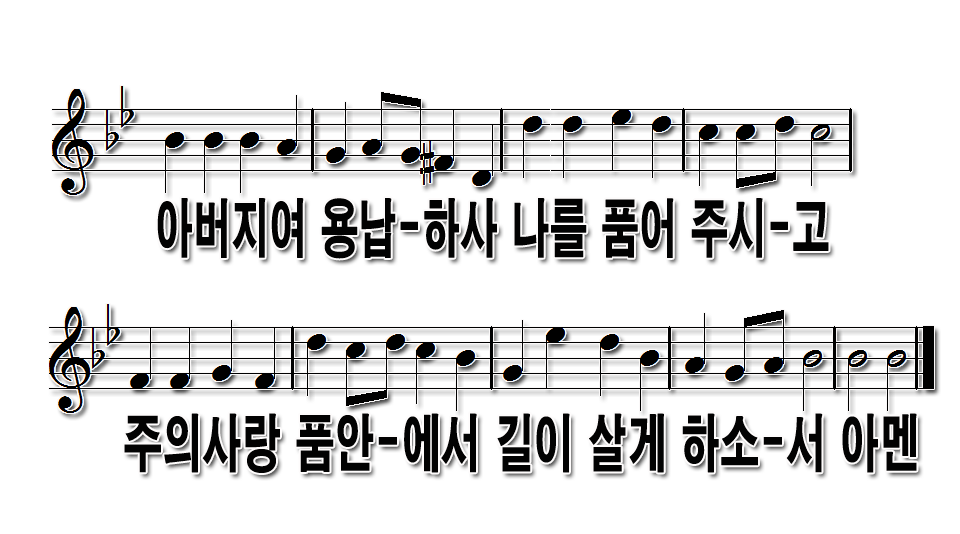 아버지여 용납-하사 나를 품어 주시-고
주의사랑 품안-에서 길이 살게 하소-서 아멘